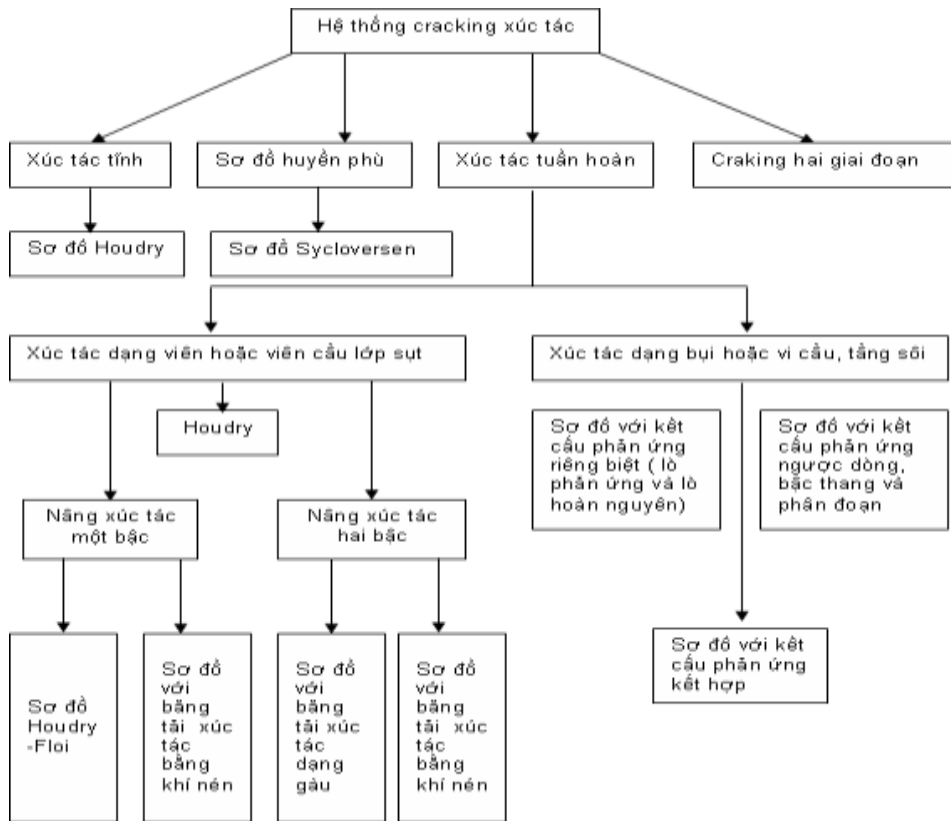 Hệ thống cracking xúc tác
Xúc tác tĩnh
Sơ đồ huyền phù
Xúc tác tuần hoàn
Craking hai giai đoạn
Sơ đồ Houdry
Sơ đồ Sycloversen
Xúc tác dạng viên hoặc viên cầu lớp sụt
Xúc tác dạng bụi hoặc vi cầu, tầng sôi
Houdry
Sơ đồ với kết
cấu phản ứng
riêng biệt ( lò
phản ứng và lò
hoàn nguyên)
Sơ đồ với kết
cấu phản ứng
ngược dòng,
bậc thang và
phân đoạn
Nâng xúc tác
một bậc
Nâng xúc tác
hai bậc
Sơ đồ
Houdry
-Floi
Sơ đồ
với
băng
tải xúc
tác
bằng
khí nén
Sơ đồ
với
băng
tải xúc
tác
dạng
gàu
Sơ đồ
với
băng
tải xúc
tác
bằng
khí nén
Sơ đồ với kết
cấu phản ứng
kết hợp